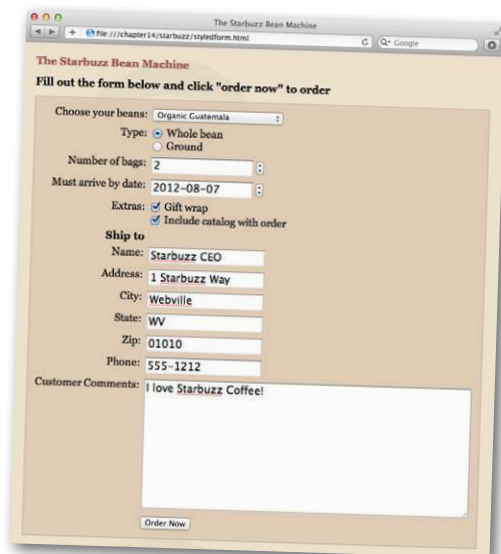 The Starbuzz Bean Machine
file:///chapter14/starbuzz/styledform.html
Google
The Starbuzz Bean Machine
Fill out the form below and click "order now" to order
Choose your beans: Organic Guatemala
Type: Whole bean
Ground
Number of bags: 2
Must arrive by date: 2012-08-07
Extras: Gift wrap
Include catalog with order
Ship to
Name: Starbuzz CEO
Address: 1 Starbuzz Way
City: Webville
State: WV
Zip: 01010
Phone: 555-1212
Customer Comments: I love Starbuzz Coffee!
Order Now